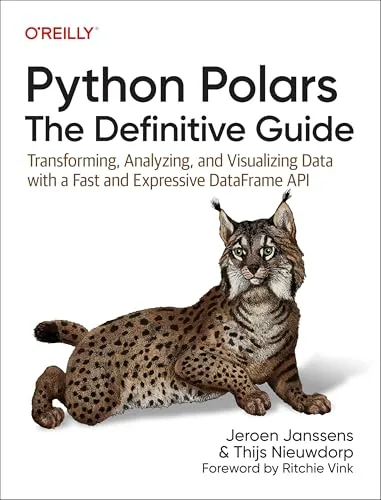 O'REILLY®
Python Polars
The Definitive Guide
Transforming, Analyzing, and Visualizing Data
with a Fast and Expressive DataFrame API
Jeroen Janssens
& Thijs Nieuwdorp
Foreword by Ritchie Vink